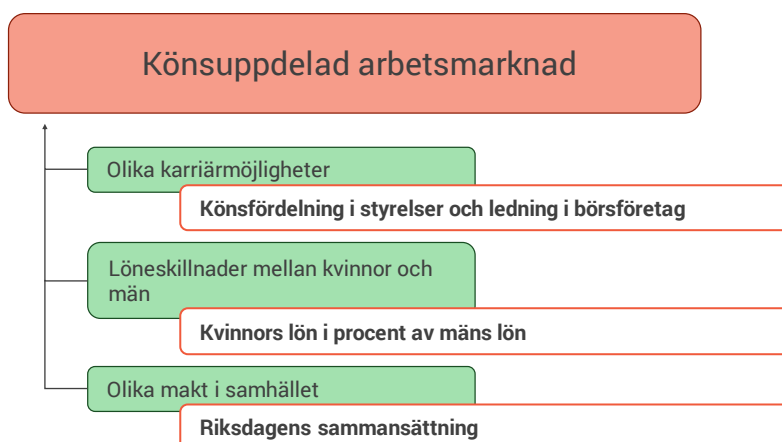 Könsuppdelad arbetsmarknad
Olika karriärmöjligheter
Könsfördelning i styrelser och ledning i börsföretag
Löneskillnader mellan kvinnor och
män
Kvinnors lön i procent av mäns lön
Olika makt i samhället
Riksdagens sammansättning